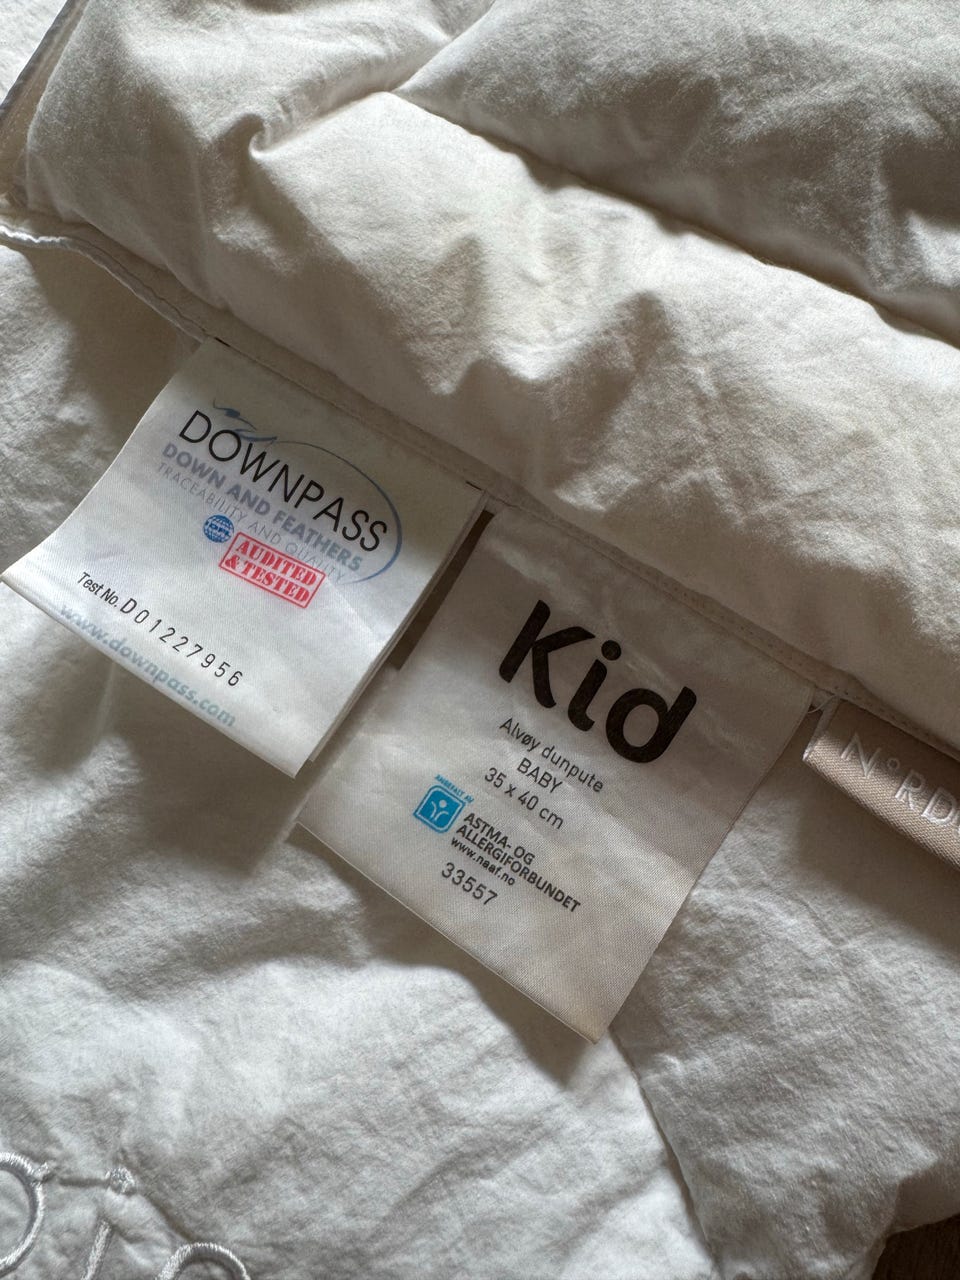 DOWNPASS
DOWN AND FEATHERS
TRACEABILITY AND QUALITY
AUDITED
& TESTED
Test No. D01227956
www.downpass.com
Kid
Alvøy dunpute
BABY
35 x 40 cm
ANBEFALT AV
ASTMA- OG
ALLERGIFORBUNDET
www.naaf.no
33557